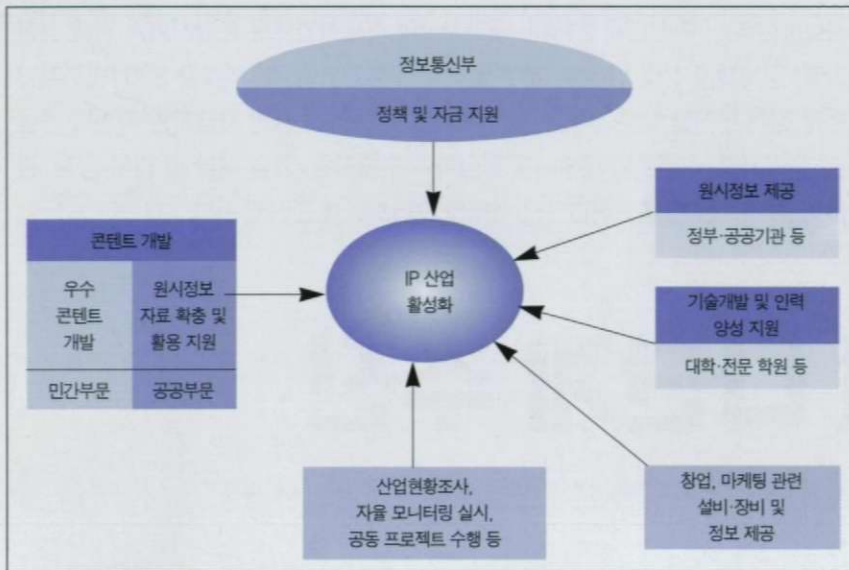 정보통신부
정책 및 자금 지원
원시정보 제공
정부·공공기관 등
콘텐트 개발
우수
콘텐트
개발
원시정보
자료 확충 및
활용 지원
민간부문
공공부문
IP 산업
활성화
기술개발 및 인력
양성 지원
대학·전문 학원 등
산업현황조사,
자율 모니터링 실시,
공동 프로젝트 수행 등
창업, 마케팅 관련
설비·장비 및
정보 제공